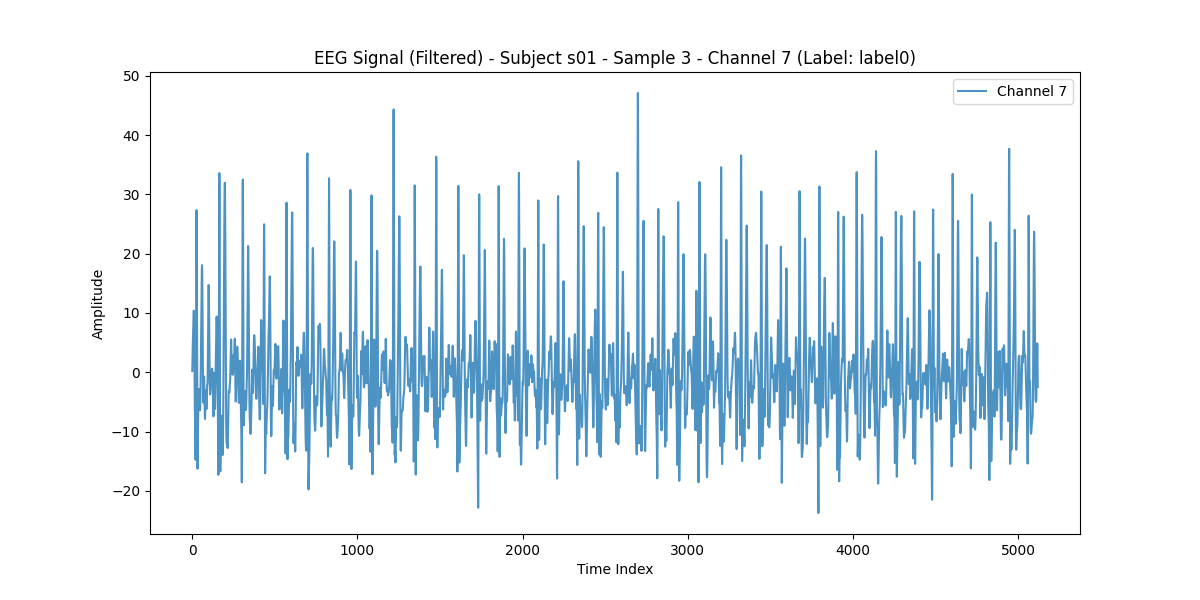 EEG Signal (Filtered) - Subject s01 - Sample 3 - Channel 7 (Label: label0)
Channel 7
50
40
30
20
10
0
−10
−20
Amplitude
0 1000 2000 3000 4000 5000
Time Index